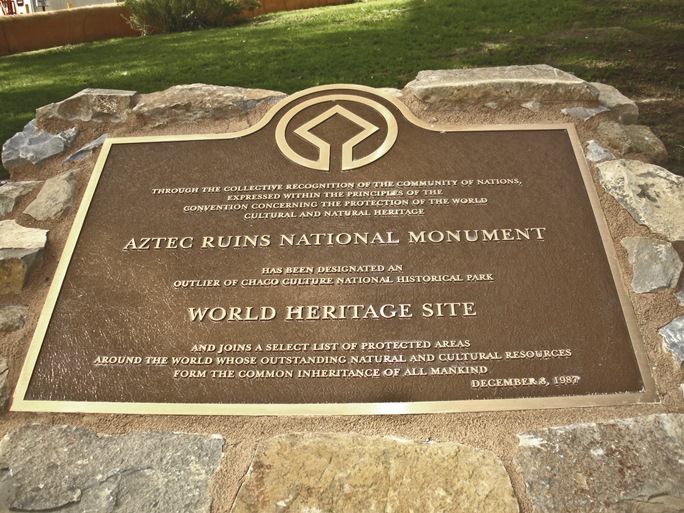 THROUGH THE COLLECTIVE RECOGNITION OF THE COMMUNITY OF NATIONS,
EXPRESSED WITHIN THE PRINCIPLES OF THE
CONVENTION CONCERNING THE PROTECTION OF THE WORLD
CULTURAL AND NATURAL HERITAGE
AZTEC RUINS NATIONAL MONUMENT
HAS BEEN DESIGNATED AN
OUTLIER OF CHACO CULTURE NATIONAL HISTORICAL PARK
WORLD HERITAGE SITE
AND JOINS A SELECT LIST OF PROTECTED AREAS
AROUND THE WORLD WHOSE OUTSTANDING NATURAL AND CULTURAL RESOURCES
FORM THE COMMON INHERITANCE OF ALL MANKIND
DECEMBER 8, 1987